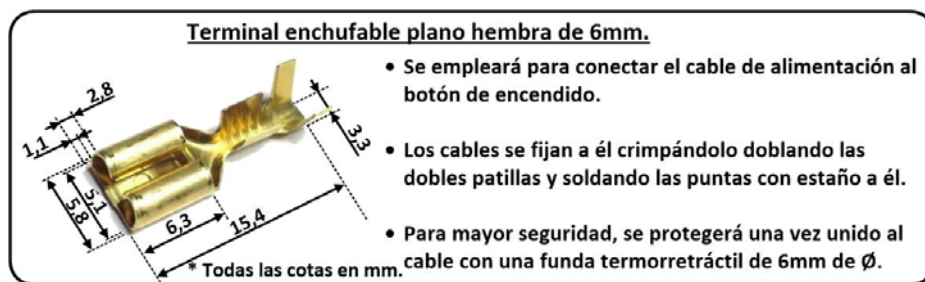 Terminal enchufable plano hembra de 6mm.
• Se empleará para conectar el cable de alimentación al
botón de encendido.
• Los cables se fijan a él crimpándolo doblando las
dobles patillas y soldando las puntas con estaño a él.
• Para mayor seguridad, se protegerá una vez unido al
cable con una funda termorretráctil de 6mm de Ø.
2,8
1,1
3,3
5,1
5,8
6,3
15,4
* Todas las cotas en mm.